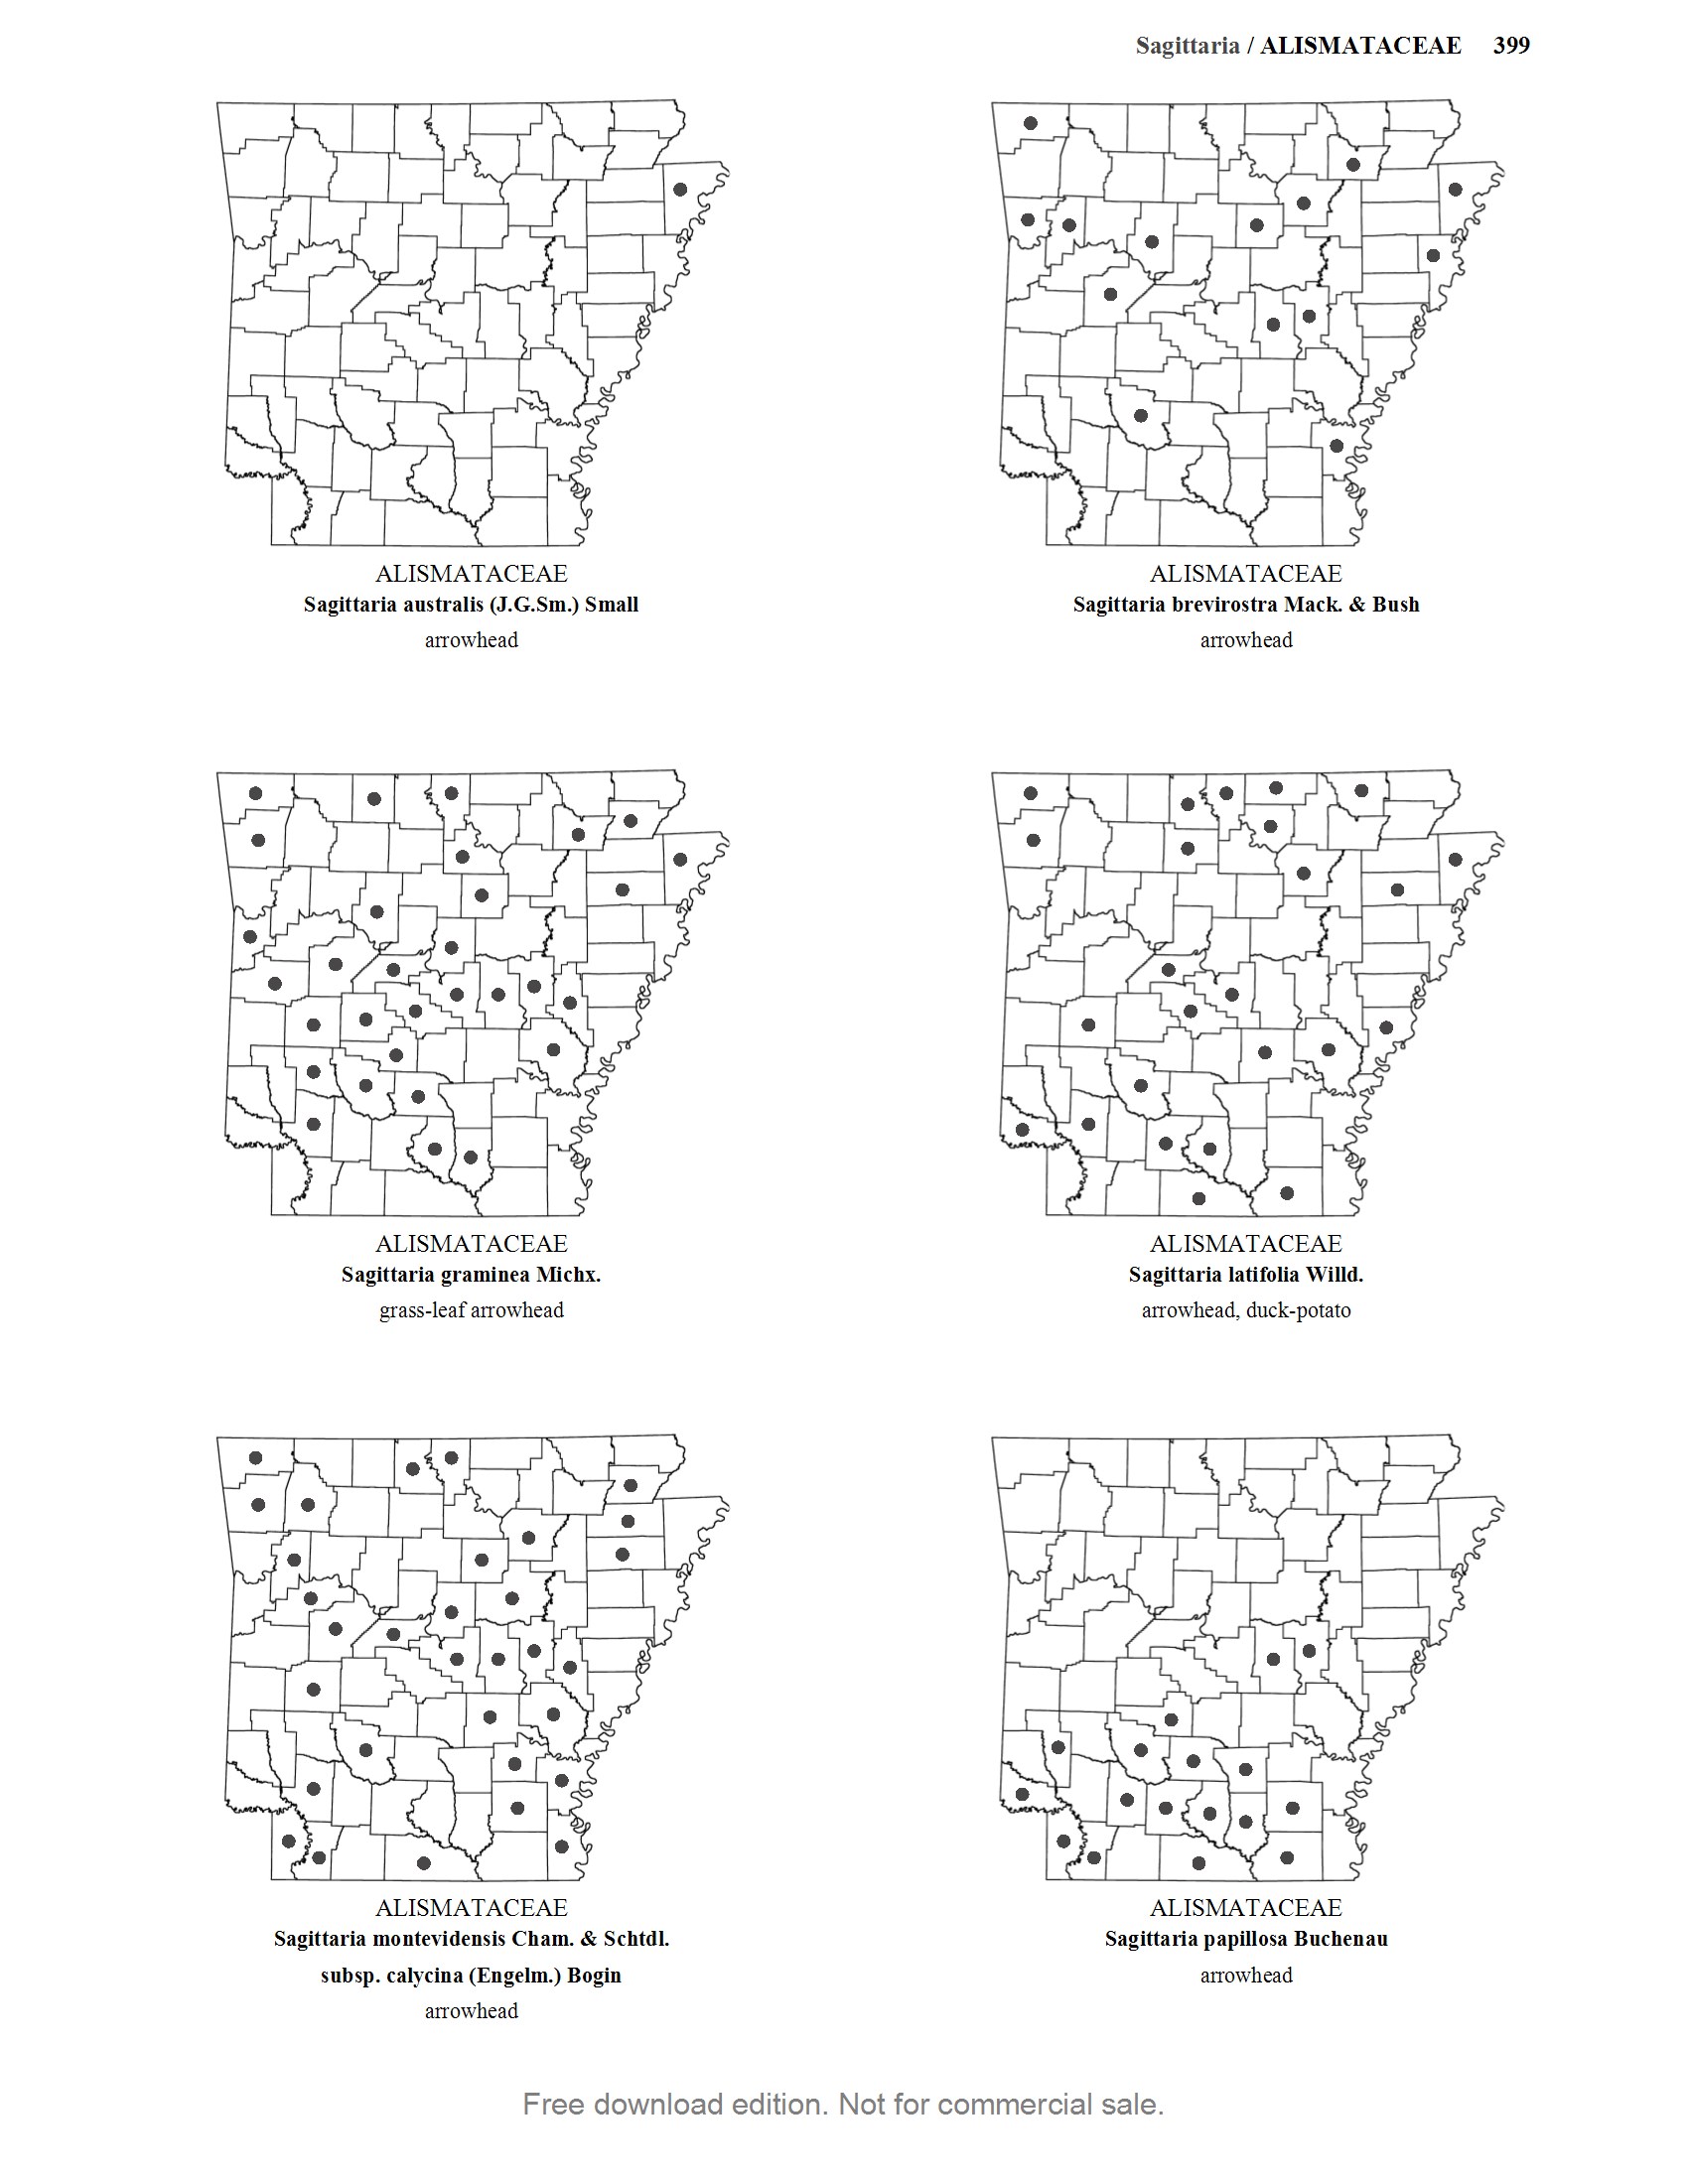 Sagittaria / ALISMATACEAE 399
ALISMATACEAE
Sagittaria australis (J.G.Sm.) Small
arrowhead
ALISMATACEAE
Sagittaria brevirostra Mack. & Bush
arrowhead
ALISMATACEAE
Sagittaria graminea Michx.
grass-leaf arrowhead
ALISMATACEAE
Sagittaria latifolia Willd.
arrowhead, duck-potato
ALISMATACEAE
Sagittaria montevidensis Cham. & Schtdl.
subsp. calycina (Engelm.) Bogin
arrowhead
ALISMATACEAE
Sagittaria papillosa Buchenau
arrowhead
Free download edition. Not for commercial sale.